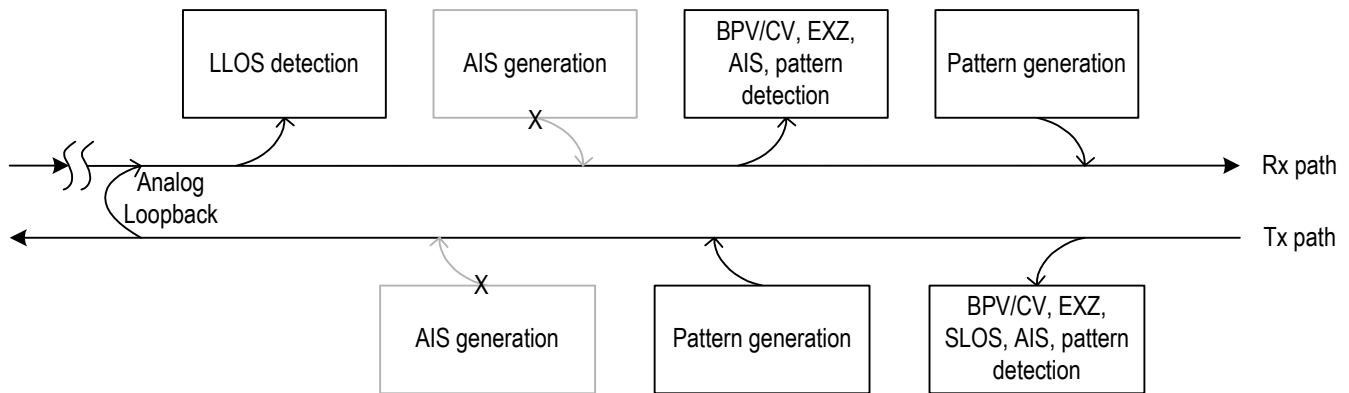 LLOS detection
AIS generation
BPV/CV, EXZ,
AIS, pattern
detection
Pattern generation
X
Rx path
Analog
Loopback
Tx path
X
AIS generation
Pattern generation
BPV/CV, EXZ,
SLOS, AIS, pattern
detection